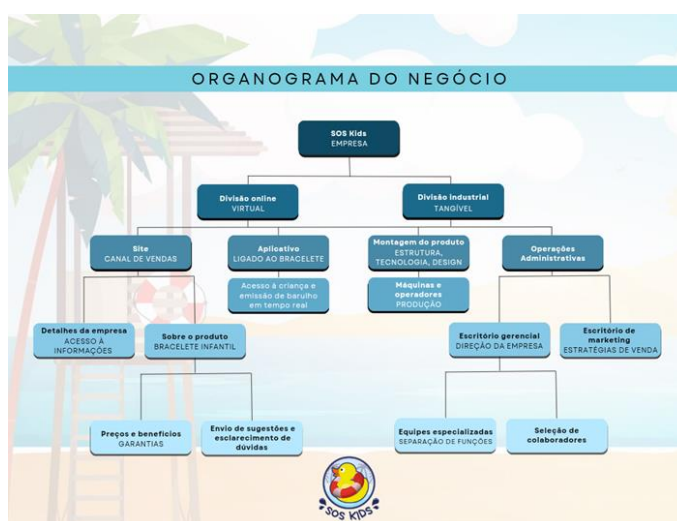 ORGANOGRAMA DO NEGÓCIO
SOS Kids
EMPRESA
Divisão online
VIRTUAL
Divisão industrial
TANGÍVEL
Site
CANAL DE VENDAS
Aplicativo
LIGADO AO BRACELETE
Montagem do produto
ESTRUTURA,
TECNOLOGIA, DESIGN
Operações
Administrativas
Acesso à criança e
emissão de barulho
em tempo real
Máquinas e
operadores
PRODUÇÃO
Detalhes da empresa
ACESSO À
INFORMAÇÕES
Sobre o produto
BRACELETE INFANTIL
Escritório gerencial
DIREÇÃO DA EMPRESA
Escritório de
marketing
ESTRATÉGIAS DE VENDA
Preços e benefícios
GARANTIAS
Envio de sugestões e
esclarecimento de
dúvidas
Equipes especializadas
SEPARAÇÃO DE FUNÇÕES
Seleção de
colaboradores
SOS KIDS